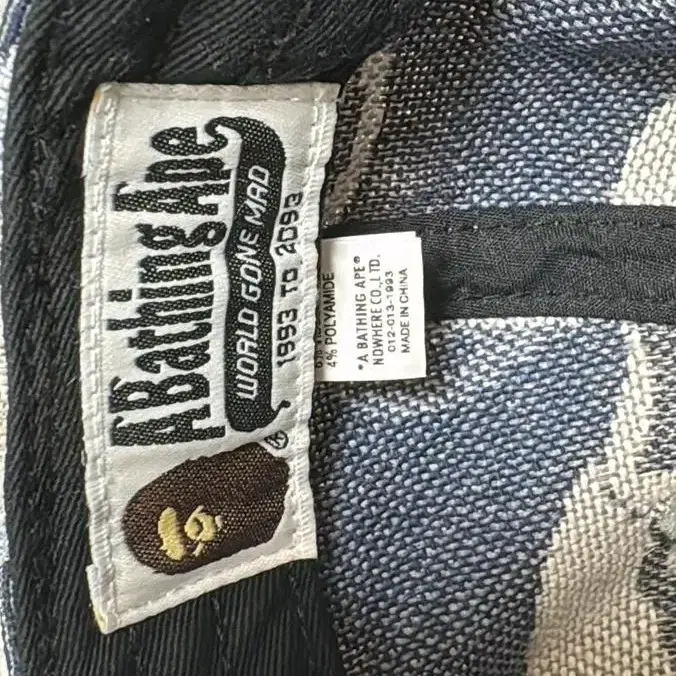 A Bathing Ape
WORLD GONE MAD
1993 TO 2093
®
4% POLYAMIDE
*A BATHING APE®
NOWHERE CO., LTD.
012-013-1993
MADE IN CHINA